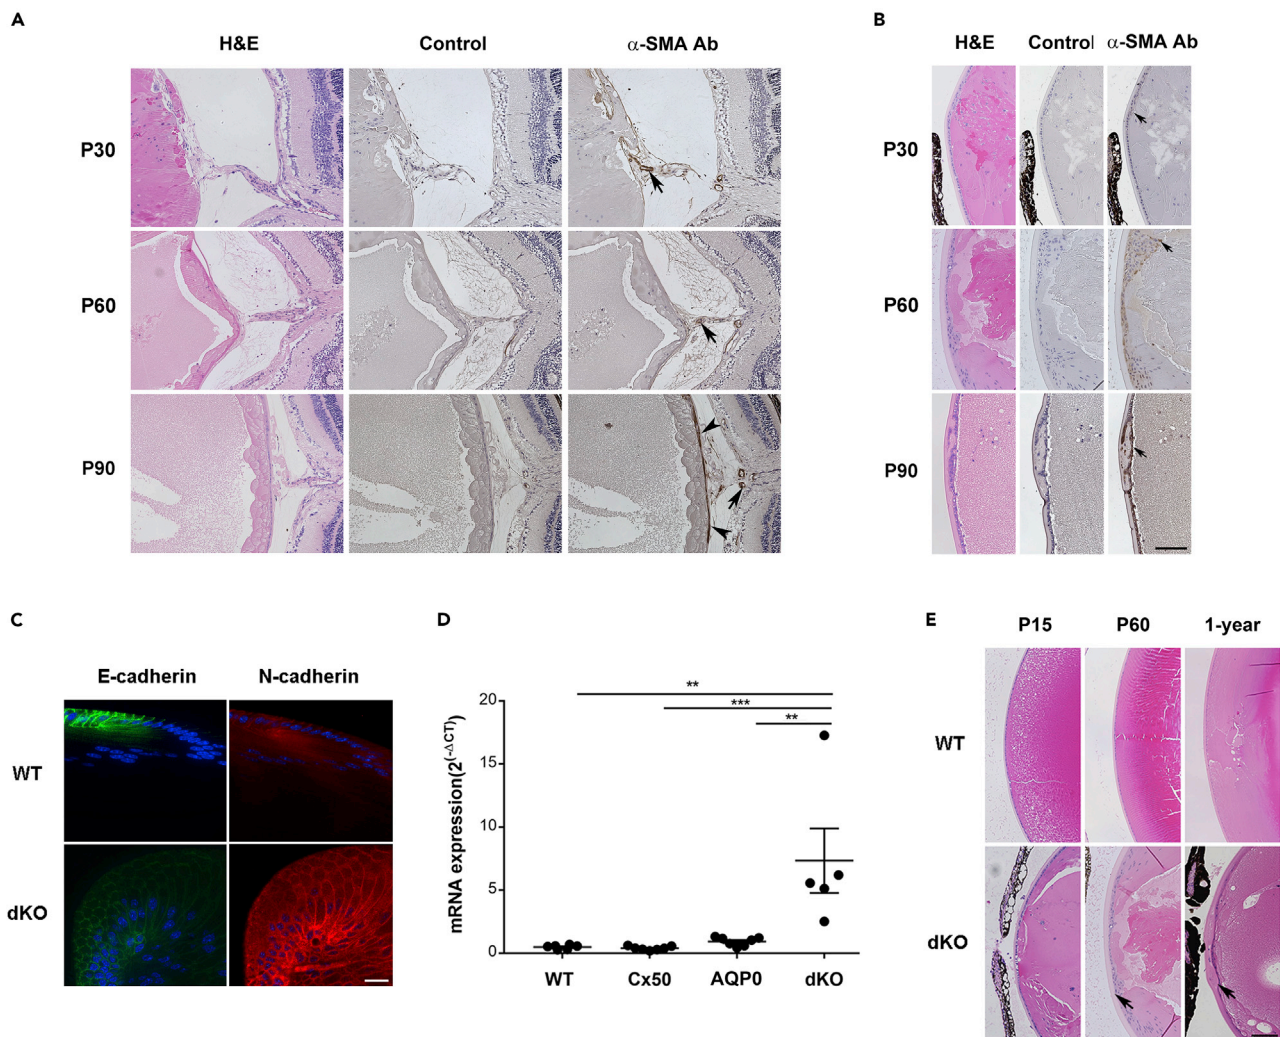 A
H&E Control α-SMA Ab
P30
P60
P90
B
H&E Control α-SMA Ab
P30
P60
P90
C
E-cadherin N-cadherin
WT
dKO
D
mRNA expression(2^(-ΔCT))
20
15
10
5
0
**
***
**
WT Cx50 AQP0 dKO
E
P15 P60 1-year
WT
dKO